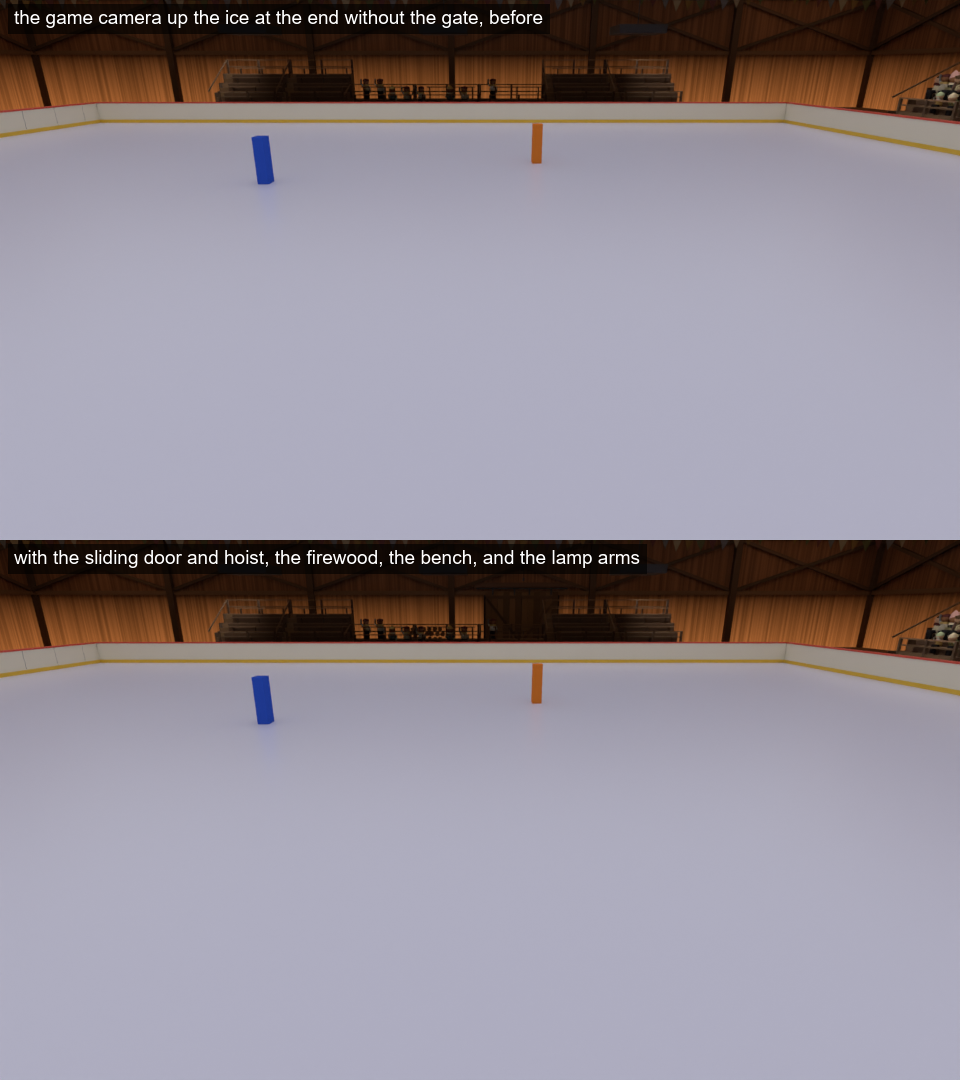 the game camera up the ice at the end without the gate, before
with the sliding door and hoist, the firewood, the bench, and the lamp arms